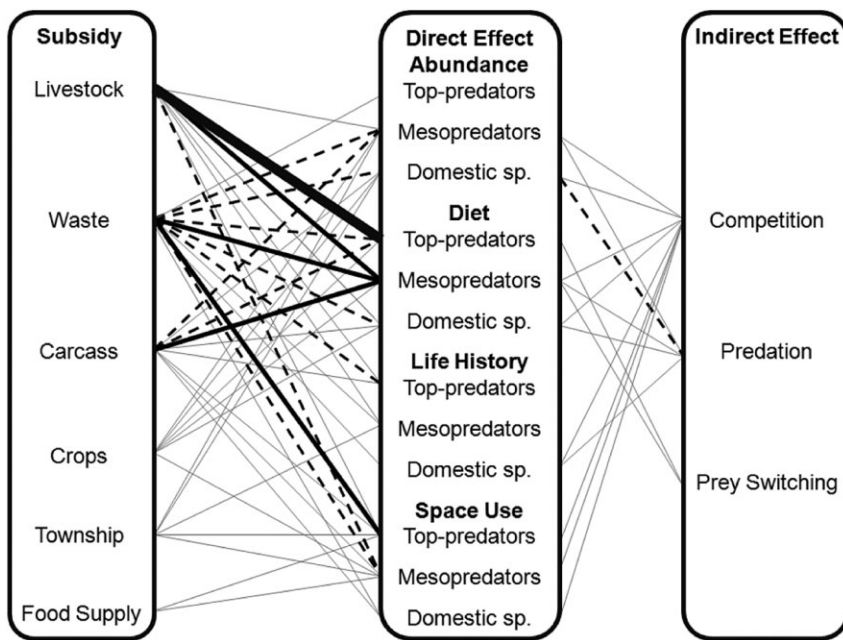 Subsidy
Livestock
Waste
Carcass
Crops
Township
Food Supply
Direct Effect
Abundance
Top-predators
Mesopredators
Domestic sp.
Diet
Top-predators
Mesopredators
Domestic sp.
Life History
Top-predators
Mesopredators
Domestic sp.
Space Use
Top-predators
Mesopredators
Domestic sp.
Indirect Effect
Competition
Predation
Prey Switching